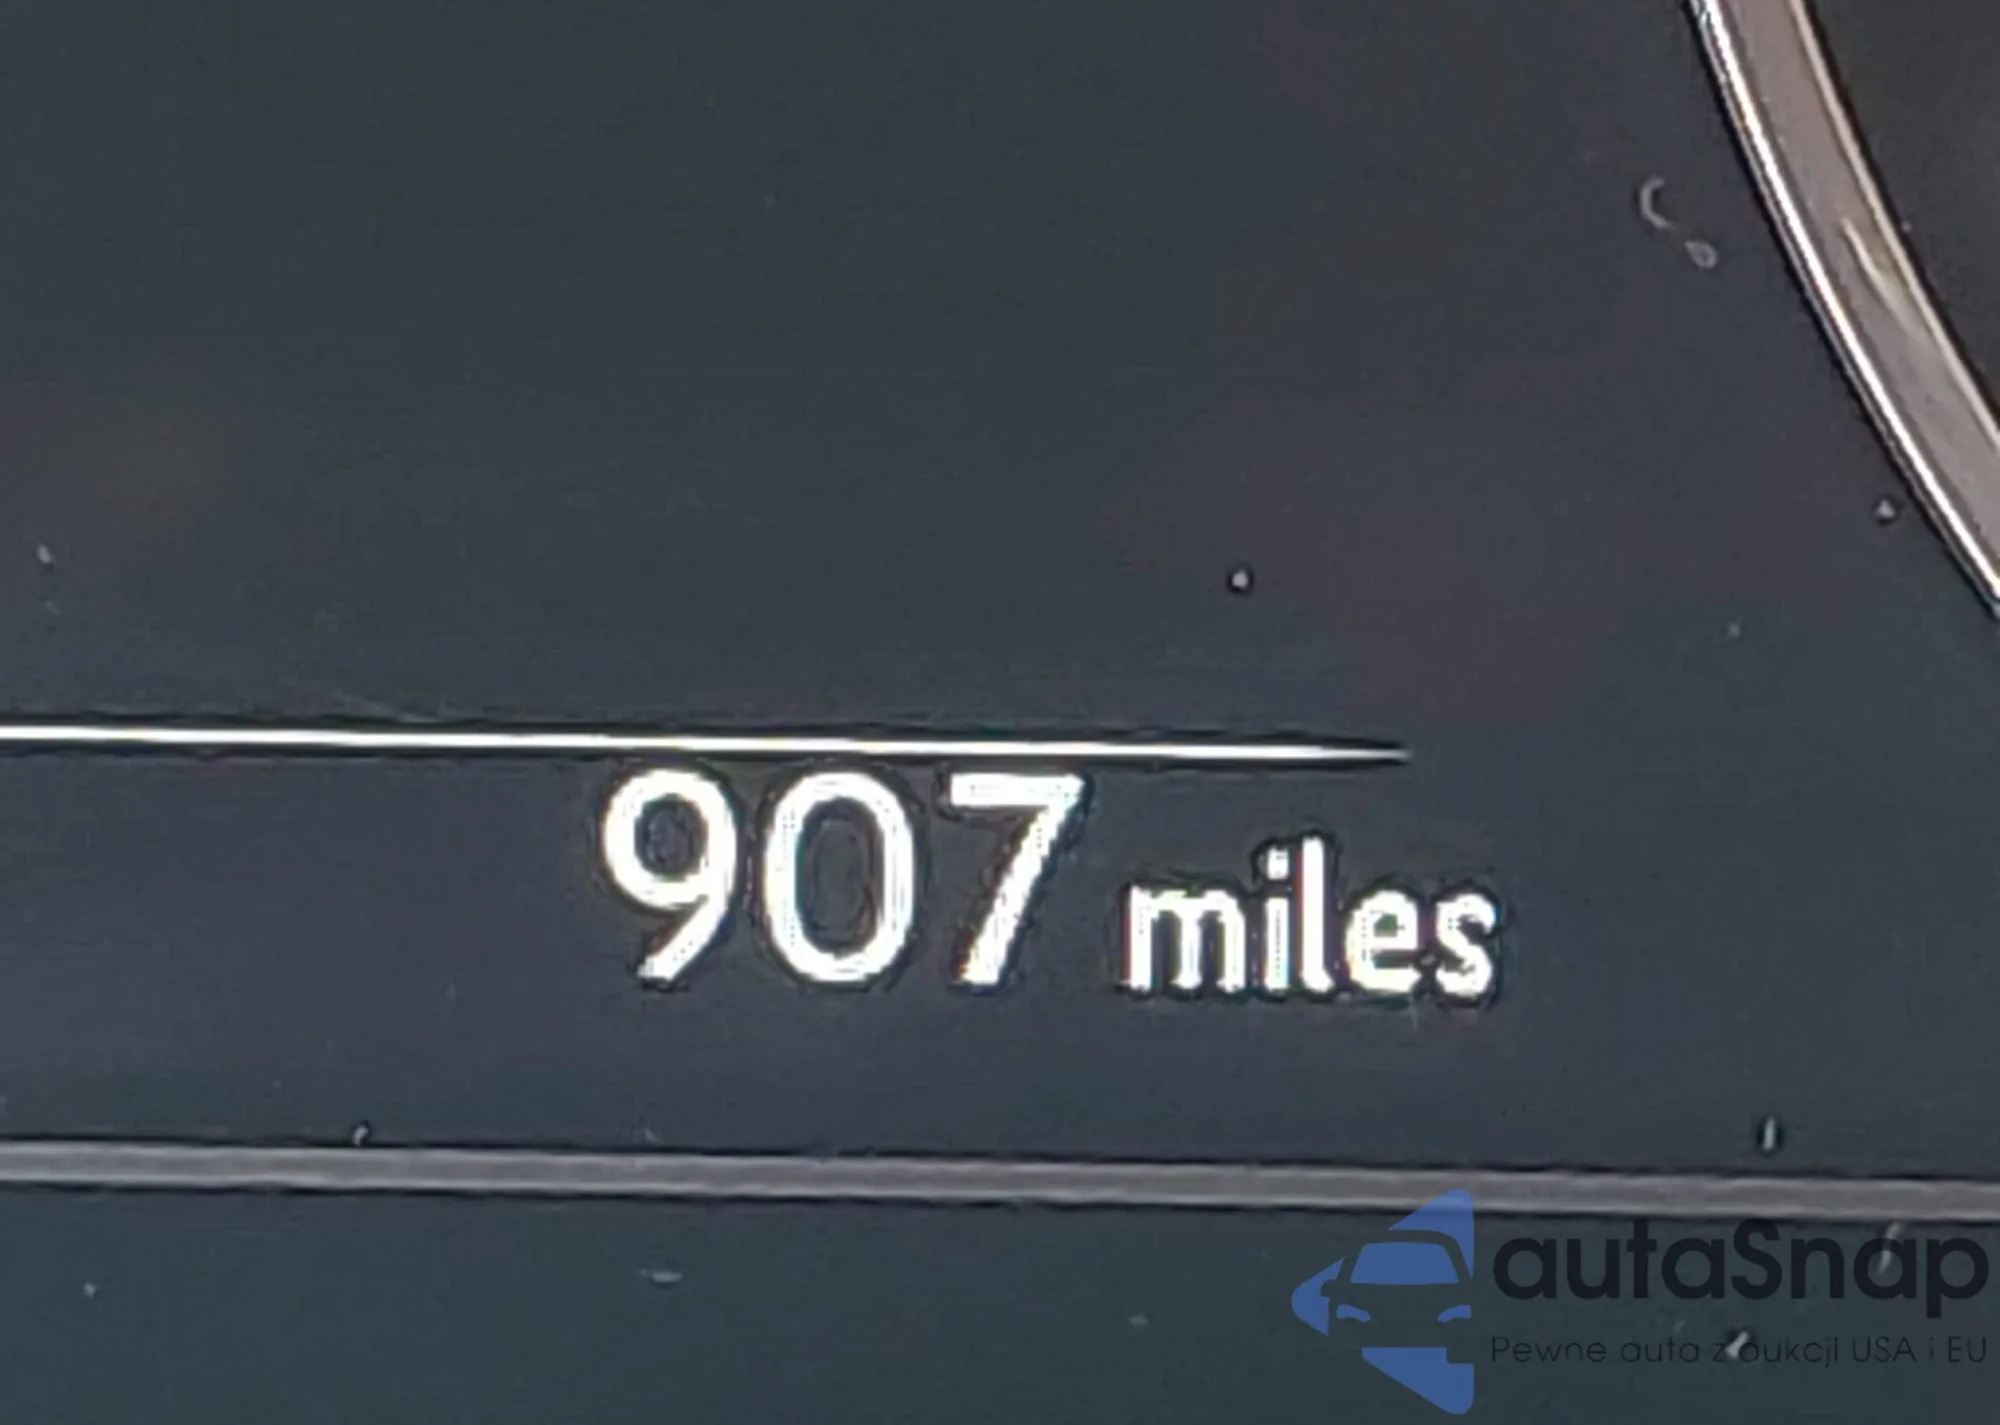 907 miles
autaSnap
Pewne auta z aukcji USA i EU